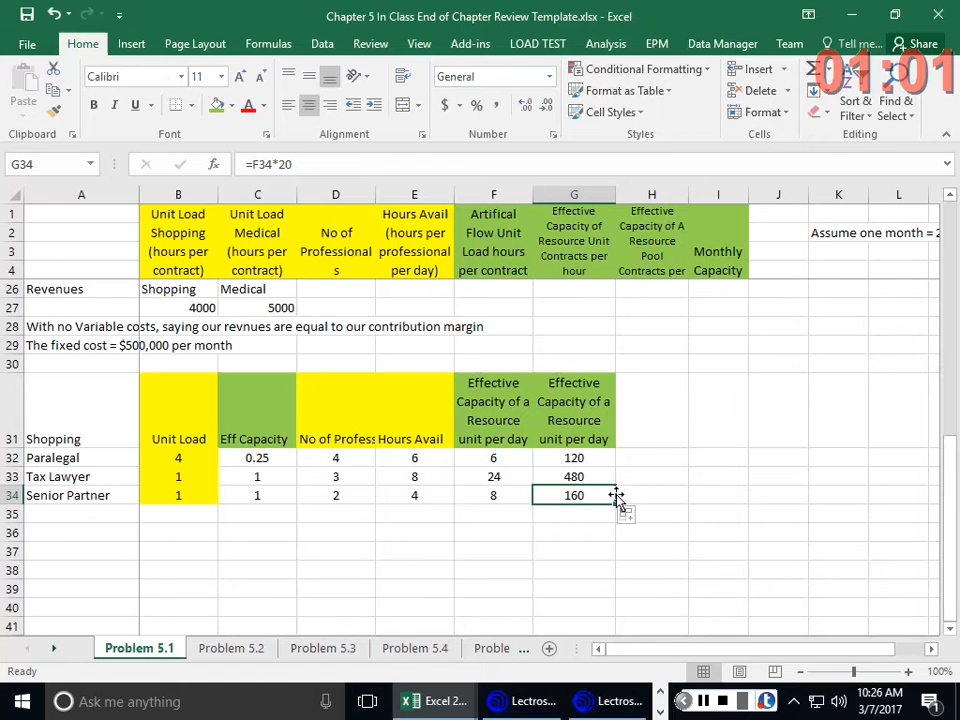 Chapter 5 In Class End of Chapter Review Template.xlsx - Excel
File Home Insert Page Layout Formulas Data Review View Add-ins LOAD TEST Analysis EPM Data Manager Team Tell me... Share
01:01
Paste Calibri 11 General
Conditional Formatting
Format as Table
Cell Styles
Insert
Delete
Format
Sort & Filter
Find & Select
Clipboard Font Alignment Number Styles Cells Editing
G34 =F34*20
A B C D E F G H I J K L
1 2 3 4
Unit Load Shopping (hours per contract)
Unit Load Medical (hours per contract)
No of Professionals
Hours Avail (hours per professional per day)
Artifical Flow Unit Load hours per contract
Effective Capacity of Resource Unit Contracts per hour
Effective Capacity of A Resource Pool Contracts per
Monthly Capacity
Assume one month = 2
26 Revenues Shopping Medical
27 4000 5000
28 With no Variable costs, saying our revnues are equal to our contribution margin
29 The fixed cost = $500,000 per month
30
31 Shopping Unit Load Eff Capacity No of Profess Hours Avail Effective Capacity of a Resource unit per day Effective Capacity of a Resource unit per day
32 Paralegal 4 0.25 4 6 6 120
33 Tax Lawyer 1 1 3 8 24 480
34 Senior Partner 1 1 2 4 8 160
35
36
37
38
39
40
41
Problem 5.1 Problem 5.2 Problem 5.3 Problem 5.4 Proble ...
Ready 100%
Ask me anything Excel 2... Lectros... Lectros... 10:26 AM
3/7/2017